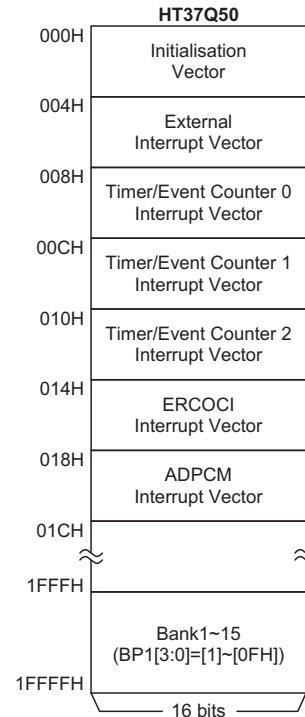 HT37Q50
000H
Initialisation
Vector
004H
External
Interrupt Vector
008H
Timer/Event Counter 0
Interrupt Vector
00CH
Timer/Event Counter 1
Interrupt Vector
010H
Timer/Event Counter 2
Interrupt Vector
014H
ERCOCI
Interrupt Vector
018H
ADPCM
Interrupt Vector
01CH
1FFFH
Bank1~15
(BP1[3:0]=[1]~[0FH])
1FFFFH
16 bits